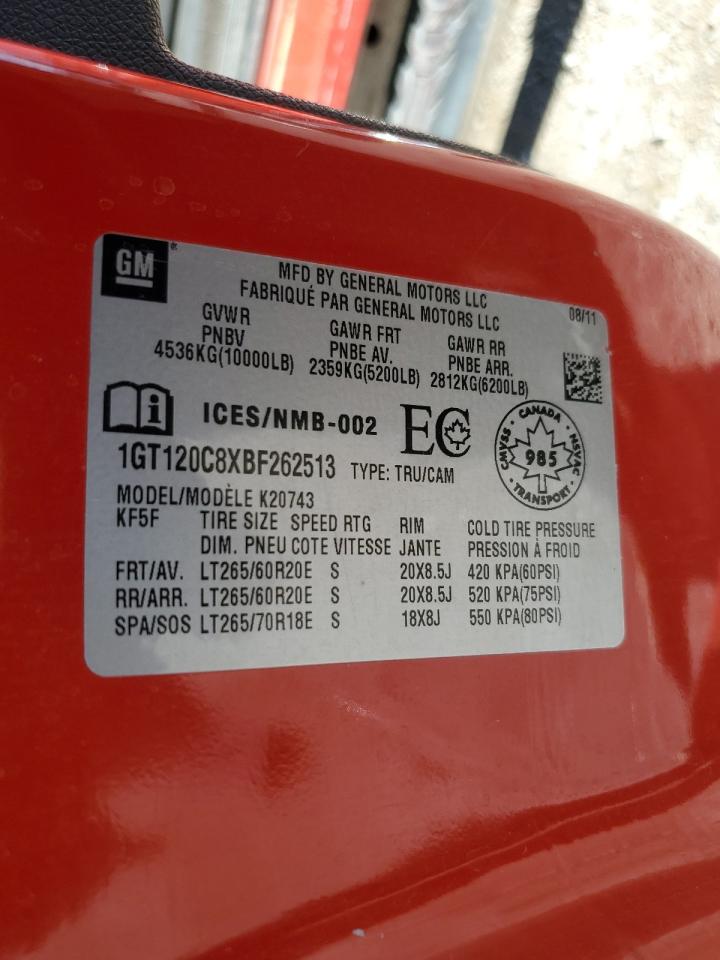 GM
MFD BY GENERAL MOTORS LLC
FABRIQUÉ PAR GENERAL MOTORS LLC
08/11
GVWR GAWR FRT GAWR RR
PNBV PNBE AV. PNBE ARR.
4536KG(10000LB) 2359KG(5200LB) 2812KG(6200LB)
ICES/NMB-002 EC
CANADA CMVSS NSVAC 985 TRANSPORT
1GT120C8XBF262513 TYPE: TRU/CAM
MODEL/MODÈLE K20743
KF5F TIRE SIZE SPEED RTG RIM COLD TIRE PRESSURE
DIM. PNEU COTE VITESSE JANTE PRESSION À FROID
FRT/AV. LT265/60R20E S 20X8.5J 420 KPA(60PSI)
RR/ARR. LT265/60R20E S 20X8.5J 520 KPA(75PSI)
SPA/SOS LT265/70R18E S 18X8J 550 KPA(80PSI)